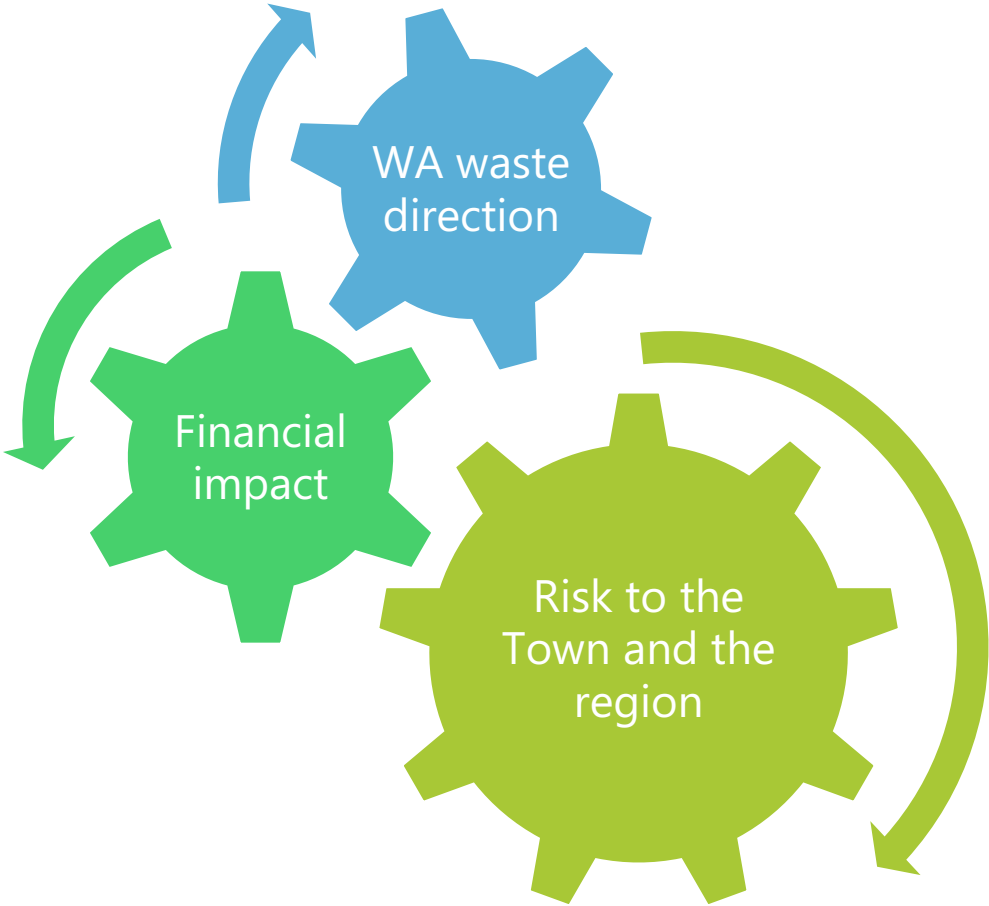 WA waste
direction
Financial
impact
Risk to the
Town and the
region